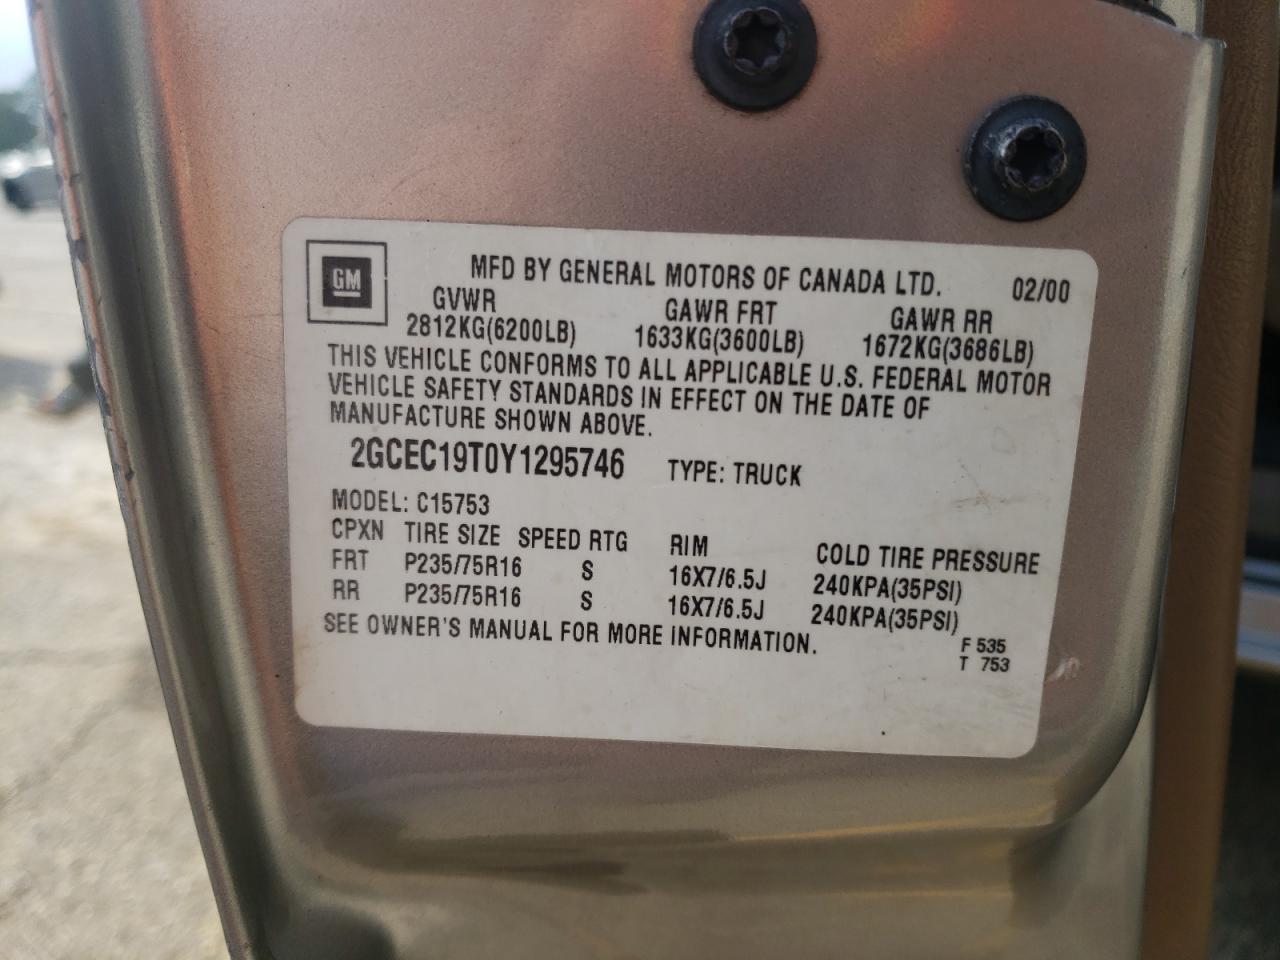 GM
MFD BY GENERAL MOTORS OF CANADA LTD. 02/00
GVWR GAWR FRT GAWR RR
2812KG(6200LB) 1633KG(3600LB) 1672KG(3686LB)
THIS VEHICLE CONFORMS TO ALL APPLICABLE U.S. FEDERAL MOTOR
VEHICLE SAFETY STANDARDS IN EFFECT ON THE DATE OF
MANUFACTURE SHOWN ABOVE.
2GCEC19T0Y1295746 TYPE: TRUCK
MODEL: C15753
CPXN TIRE SIZE SPEED RTG RIM COLD TIRE PRESSURE
FRT P235/75R16 S 16X7/6.5J 240KPA(35PSI)
RR P235/75R16 S 16X7/6.5J 240KPA(35PSI)
SEE OWNER'S MANUAL FOR MORE INFORMATION.
F 535
T 753